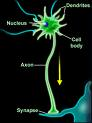 Dendrites
Nucleus
Cell
body
Axon
Synapse